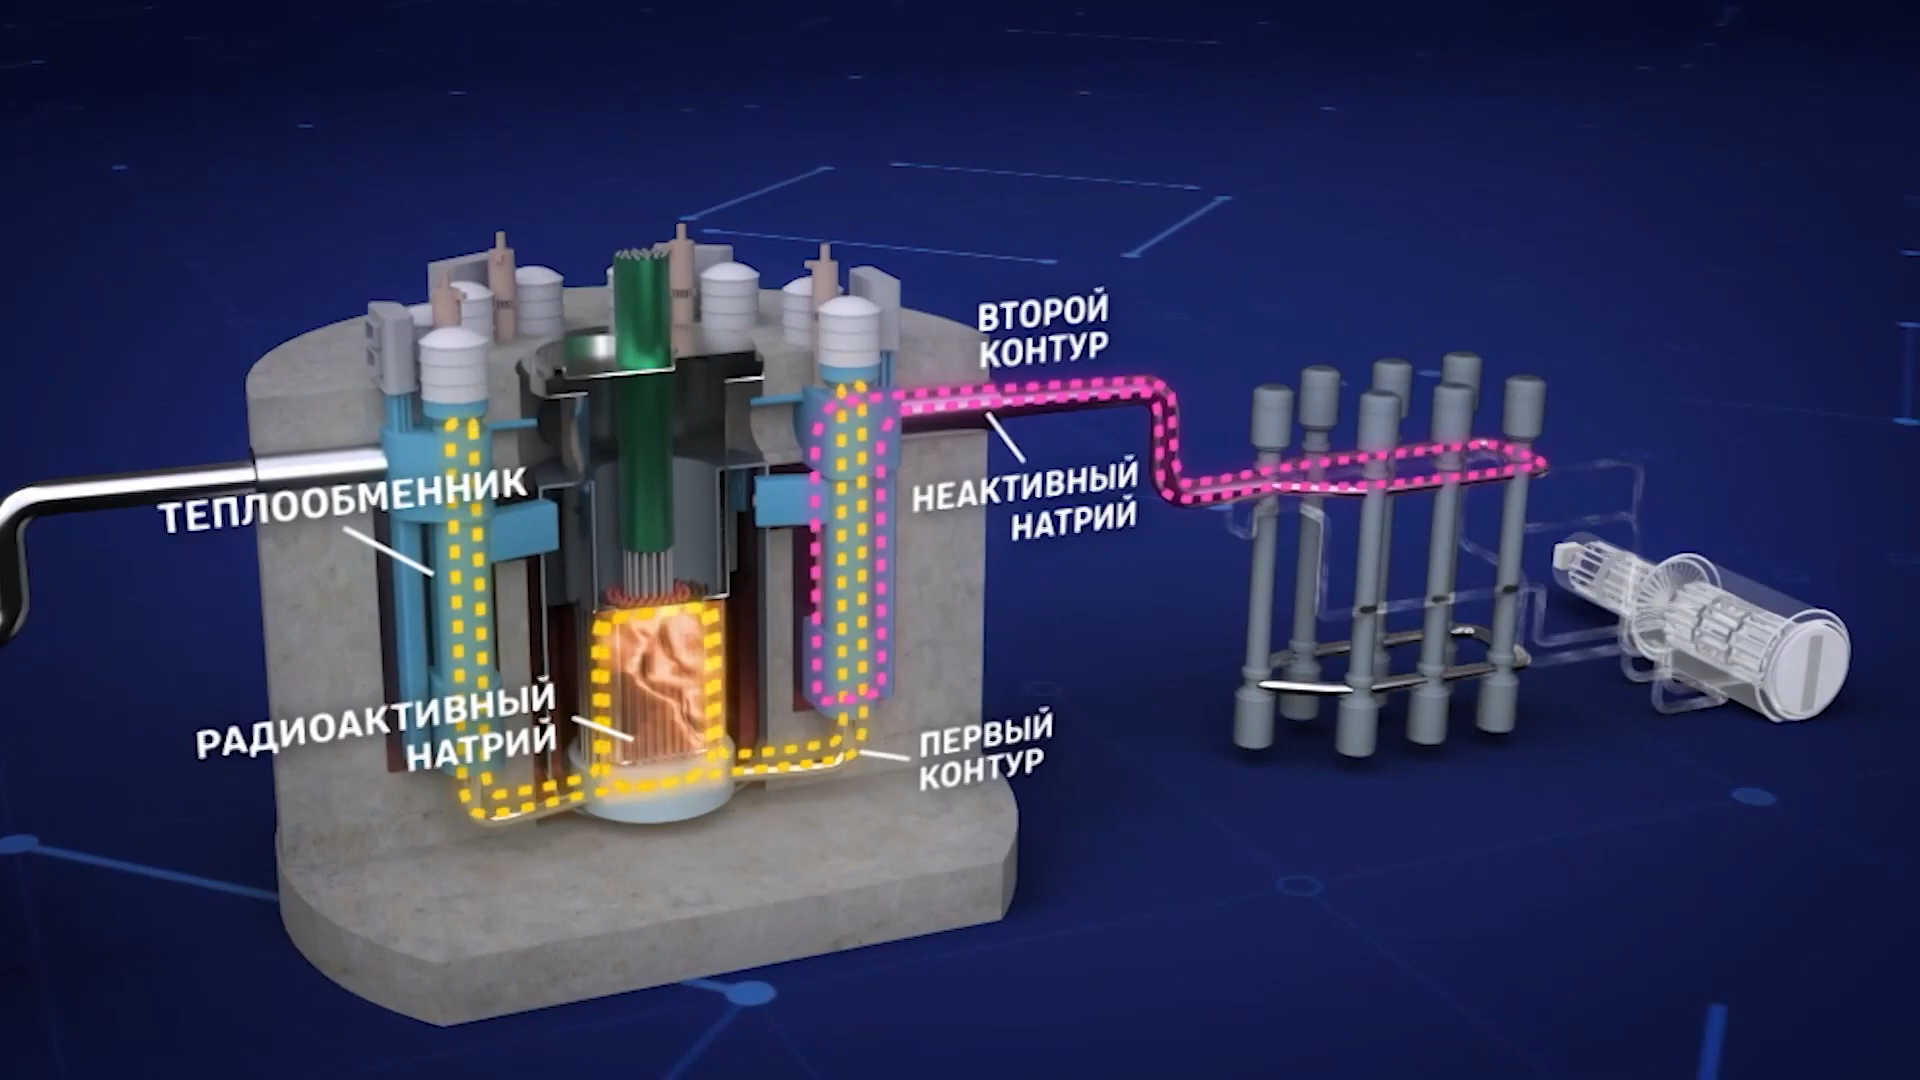 ВТОРОЙ
КОНТУР
ТЕПЛООБМЕННИК
НЕАКТИВНЫЙ
НАТРИЙ
РАДИОАКТИВНЫЙ
НАТРИЙ
ПЕРВЫЙ
КОНТУР